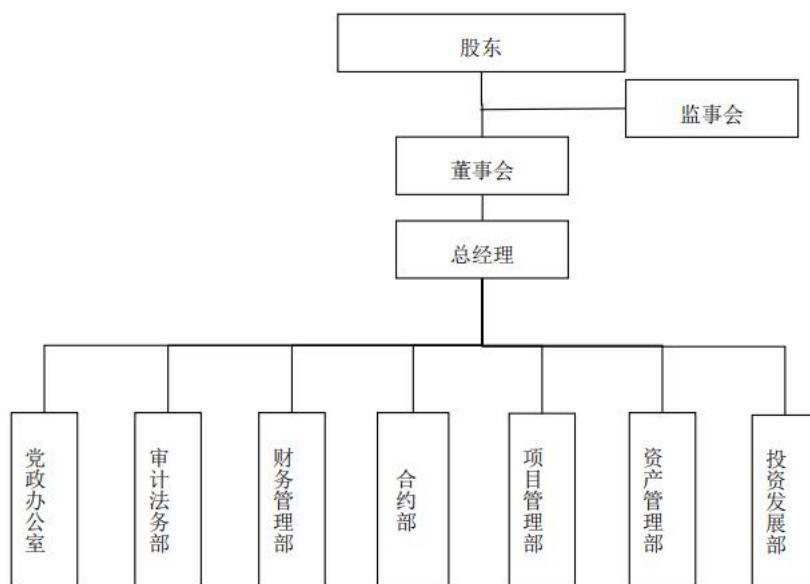 股东
监事会
董事会
总经理
党政办公室
审计法务部
财务管理部
合约部
项目管理部
资产管理部
投资发展部